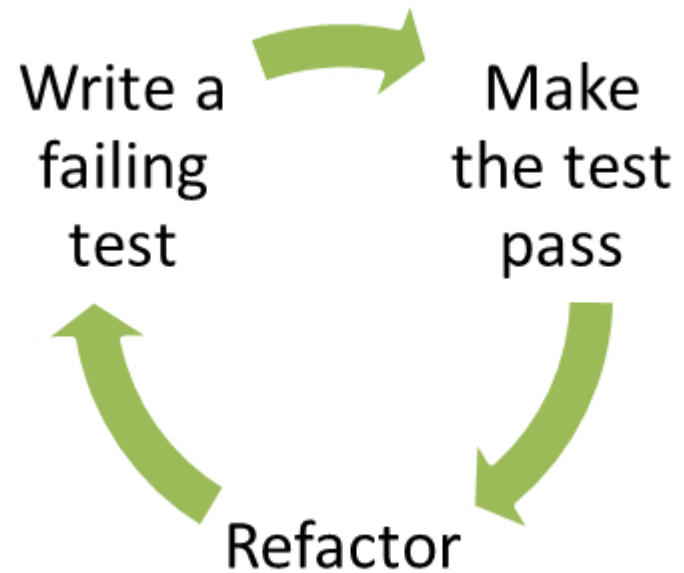 Write a
failing
test
Make
the test
pass
Refactor